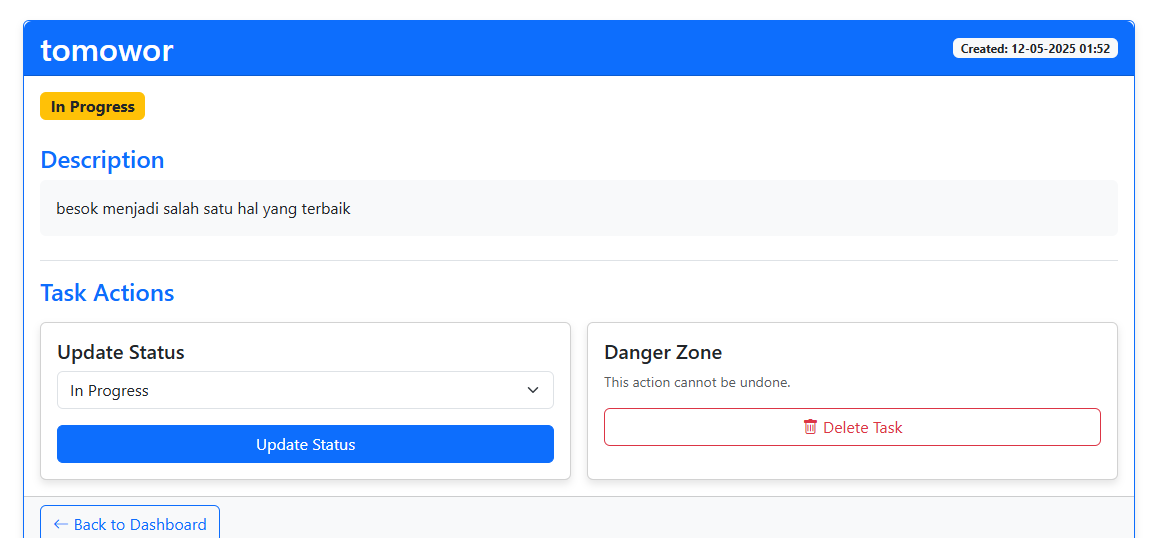 tomowor
Created: 12-05-2025 01:52
In Progress
Description
besok menjadi salah satu hal yang terbaik
Task Actions
Update Status
In Progress
Update Status
Danger Zone
This action cannot be undone.
Delete Task
← Back to Dashboard